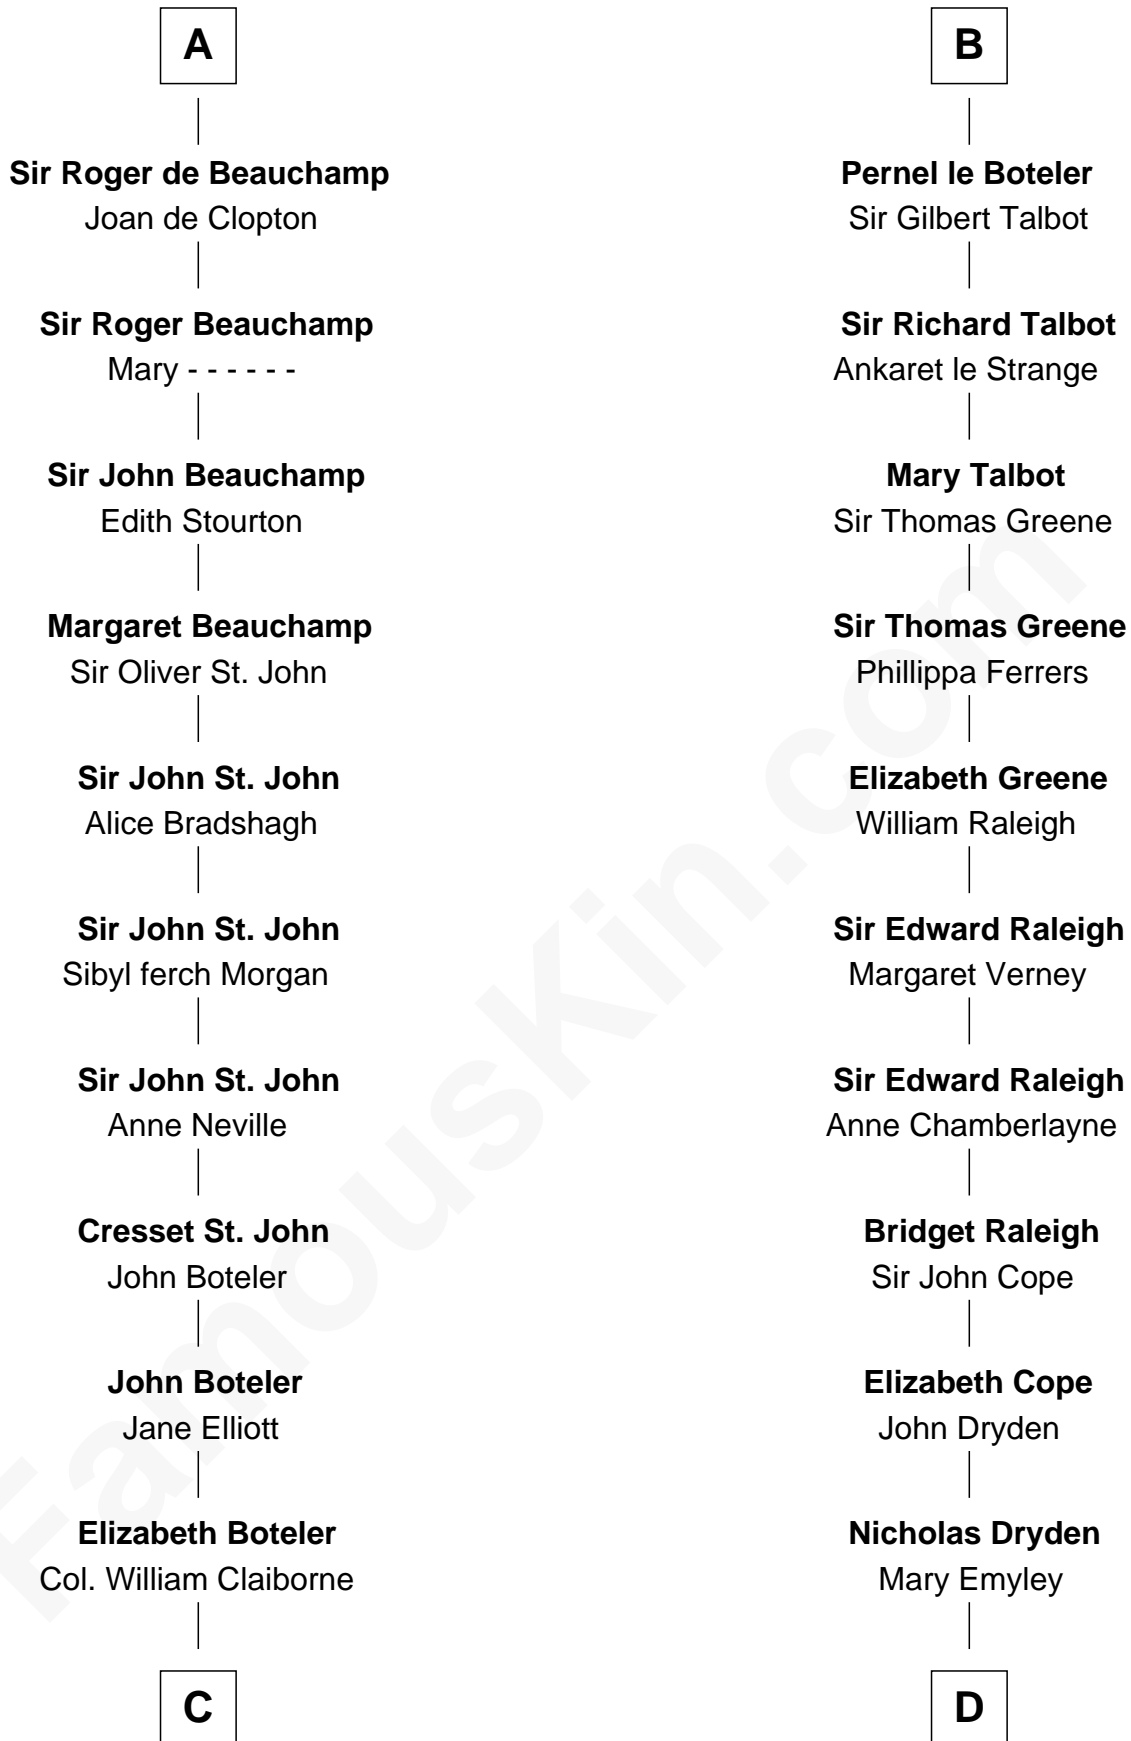 A
Sir Roger de Beauchamp
Joan de Clopton
Sir Roger Beauchamp
Mary - - - - - -
Sir John Beauchamp
Edith Stourton
Margaret Beauchamp
Sir Oliver St. John
Sir John St. John
Alice Bradshagh
Sir John St. John
Sibyl ferch Morgan
Sir John St. John
Anne Neville
Cresset St. John
John Boteler
John Boteler
Jane Elliott
Elizabeth Boteler
Col. William Claiborne
C
B
Pernel le Boteler
Sir Gilbert Talbot
Sir Richard Talbot
Ankaret le Strange
Mary Talbot
Sir Thomas Greene
Sir Thomas Greene
Phillippa Ferrers
Elizabeth Greene
William Raleigh
Sir Edward Raleigh
Margaret Verney
Sir Edward Raleigh
Anne Chamberlayne
Bridget Raleigh
Sir John Cope
Elizabeth Cope
John Dryden
Nicholas Dryden
Mary Emyley
D
FamousKin.com